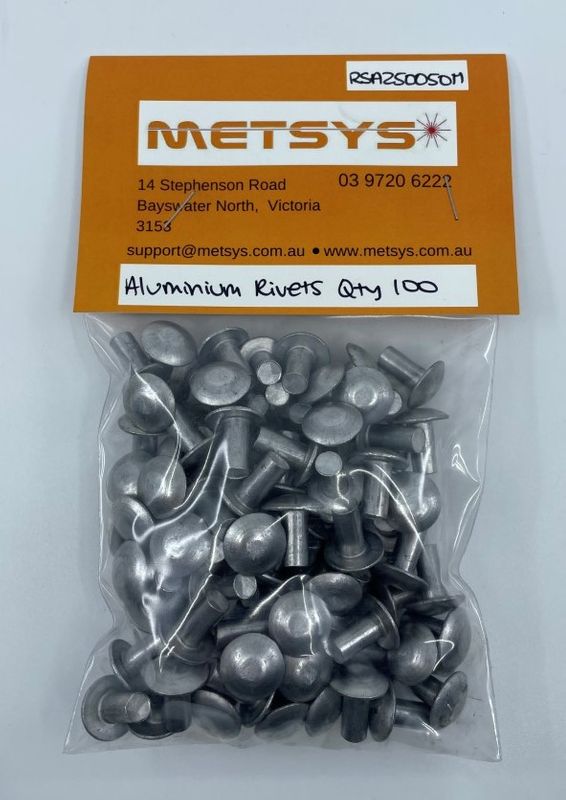 RSA250050M
METSYS
14 Stephenson Road
03 9720 6222
Bayswater North, Victoria
3153
support@metsys.com.au ● www.metsys.com.au
Aluminium Rivets Qty 100